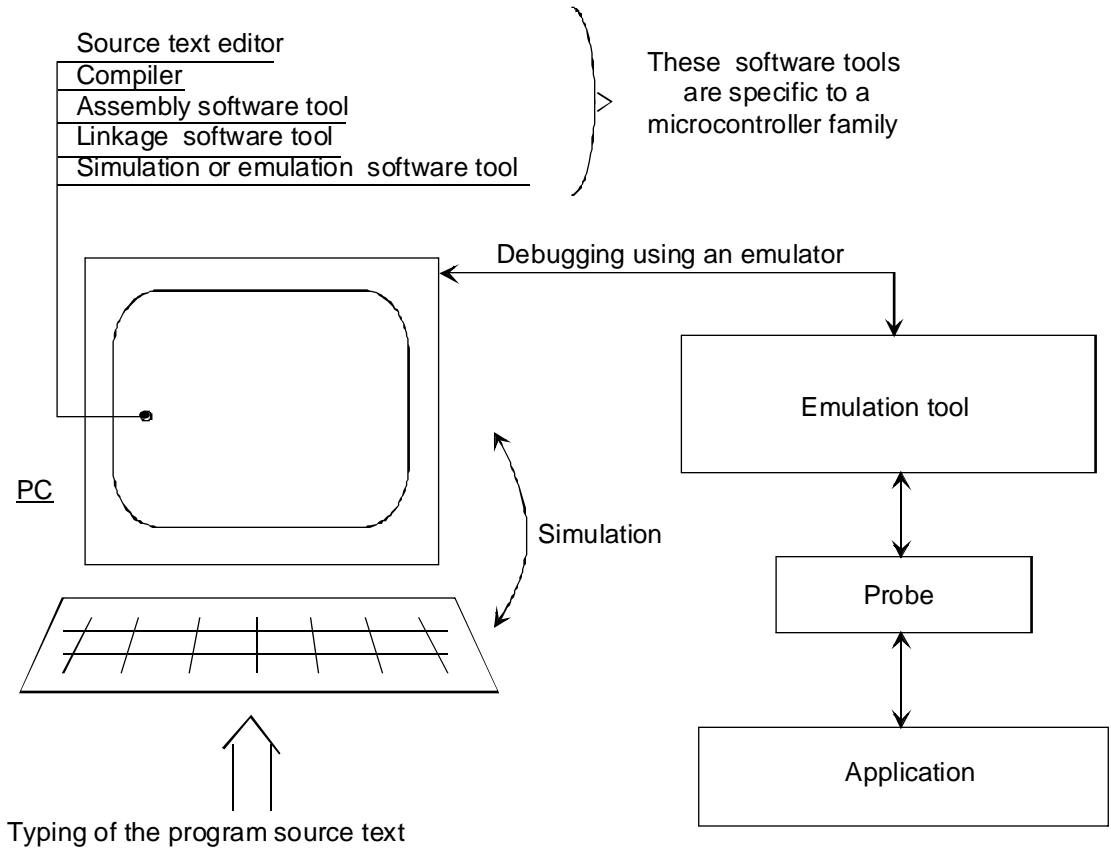 Source text editor
Compiler
Assembly software tool
Linkage software tool
Simulation or emulation software tool
These software tools
are specific to a
microcontroller family
Debugging using an emulator
Emulation tool
PC
Simulation
Probe
Application
Typing of the program source text